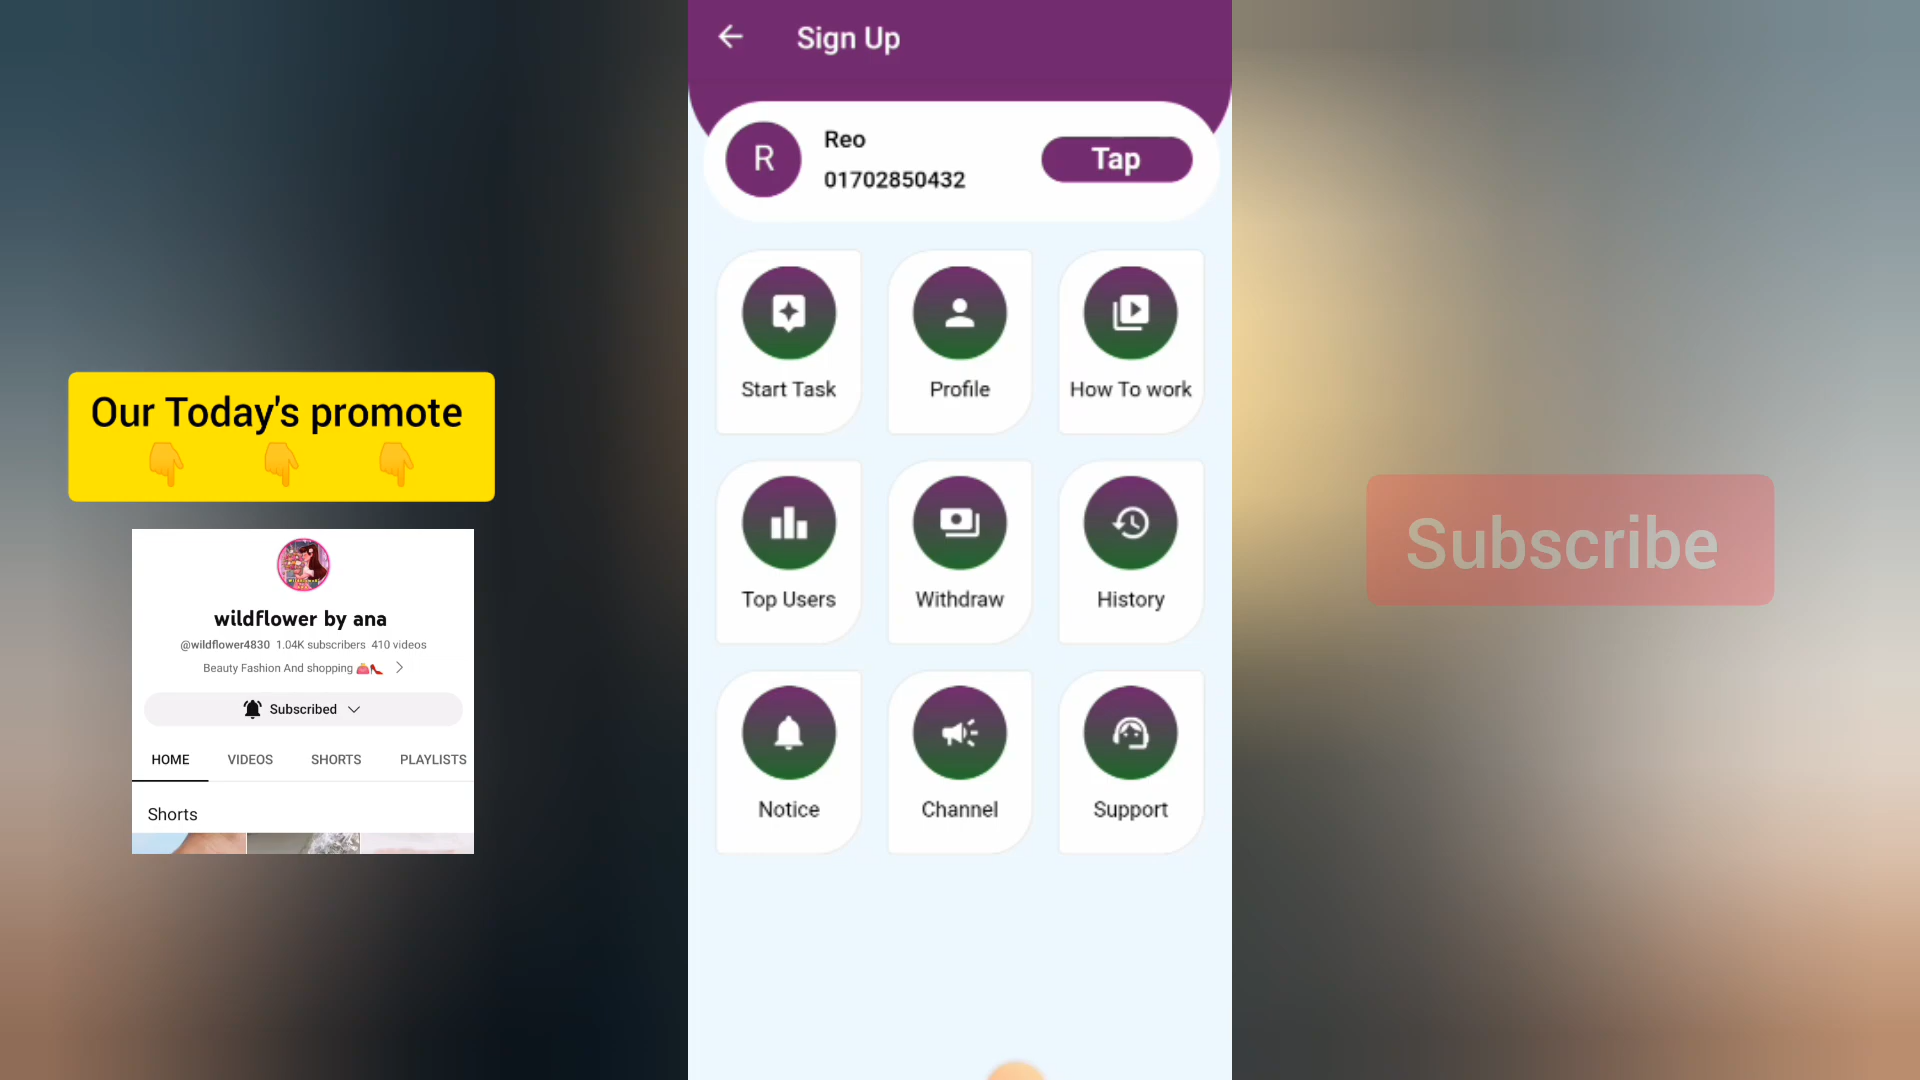 Our Today's promote
wildflower by ana
@wildflower4830 1.04K subscribers 410 videos
Beauty Fashion And shopping
Subscribed
HOME VIDEOS SHORTS PLAYLISTS
Shorts
Sign Up
R
Reo
01702850432
Tap
Start Task
Profile
How To work
Top Users
Withdraw
History
Notice
Channel
Support
Subscribe